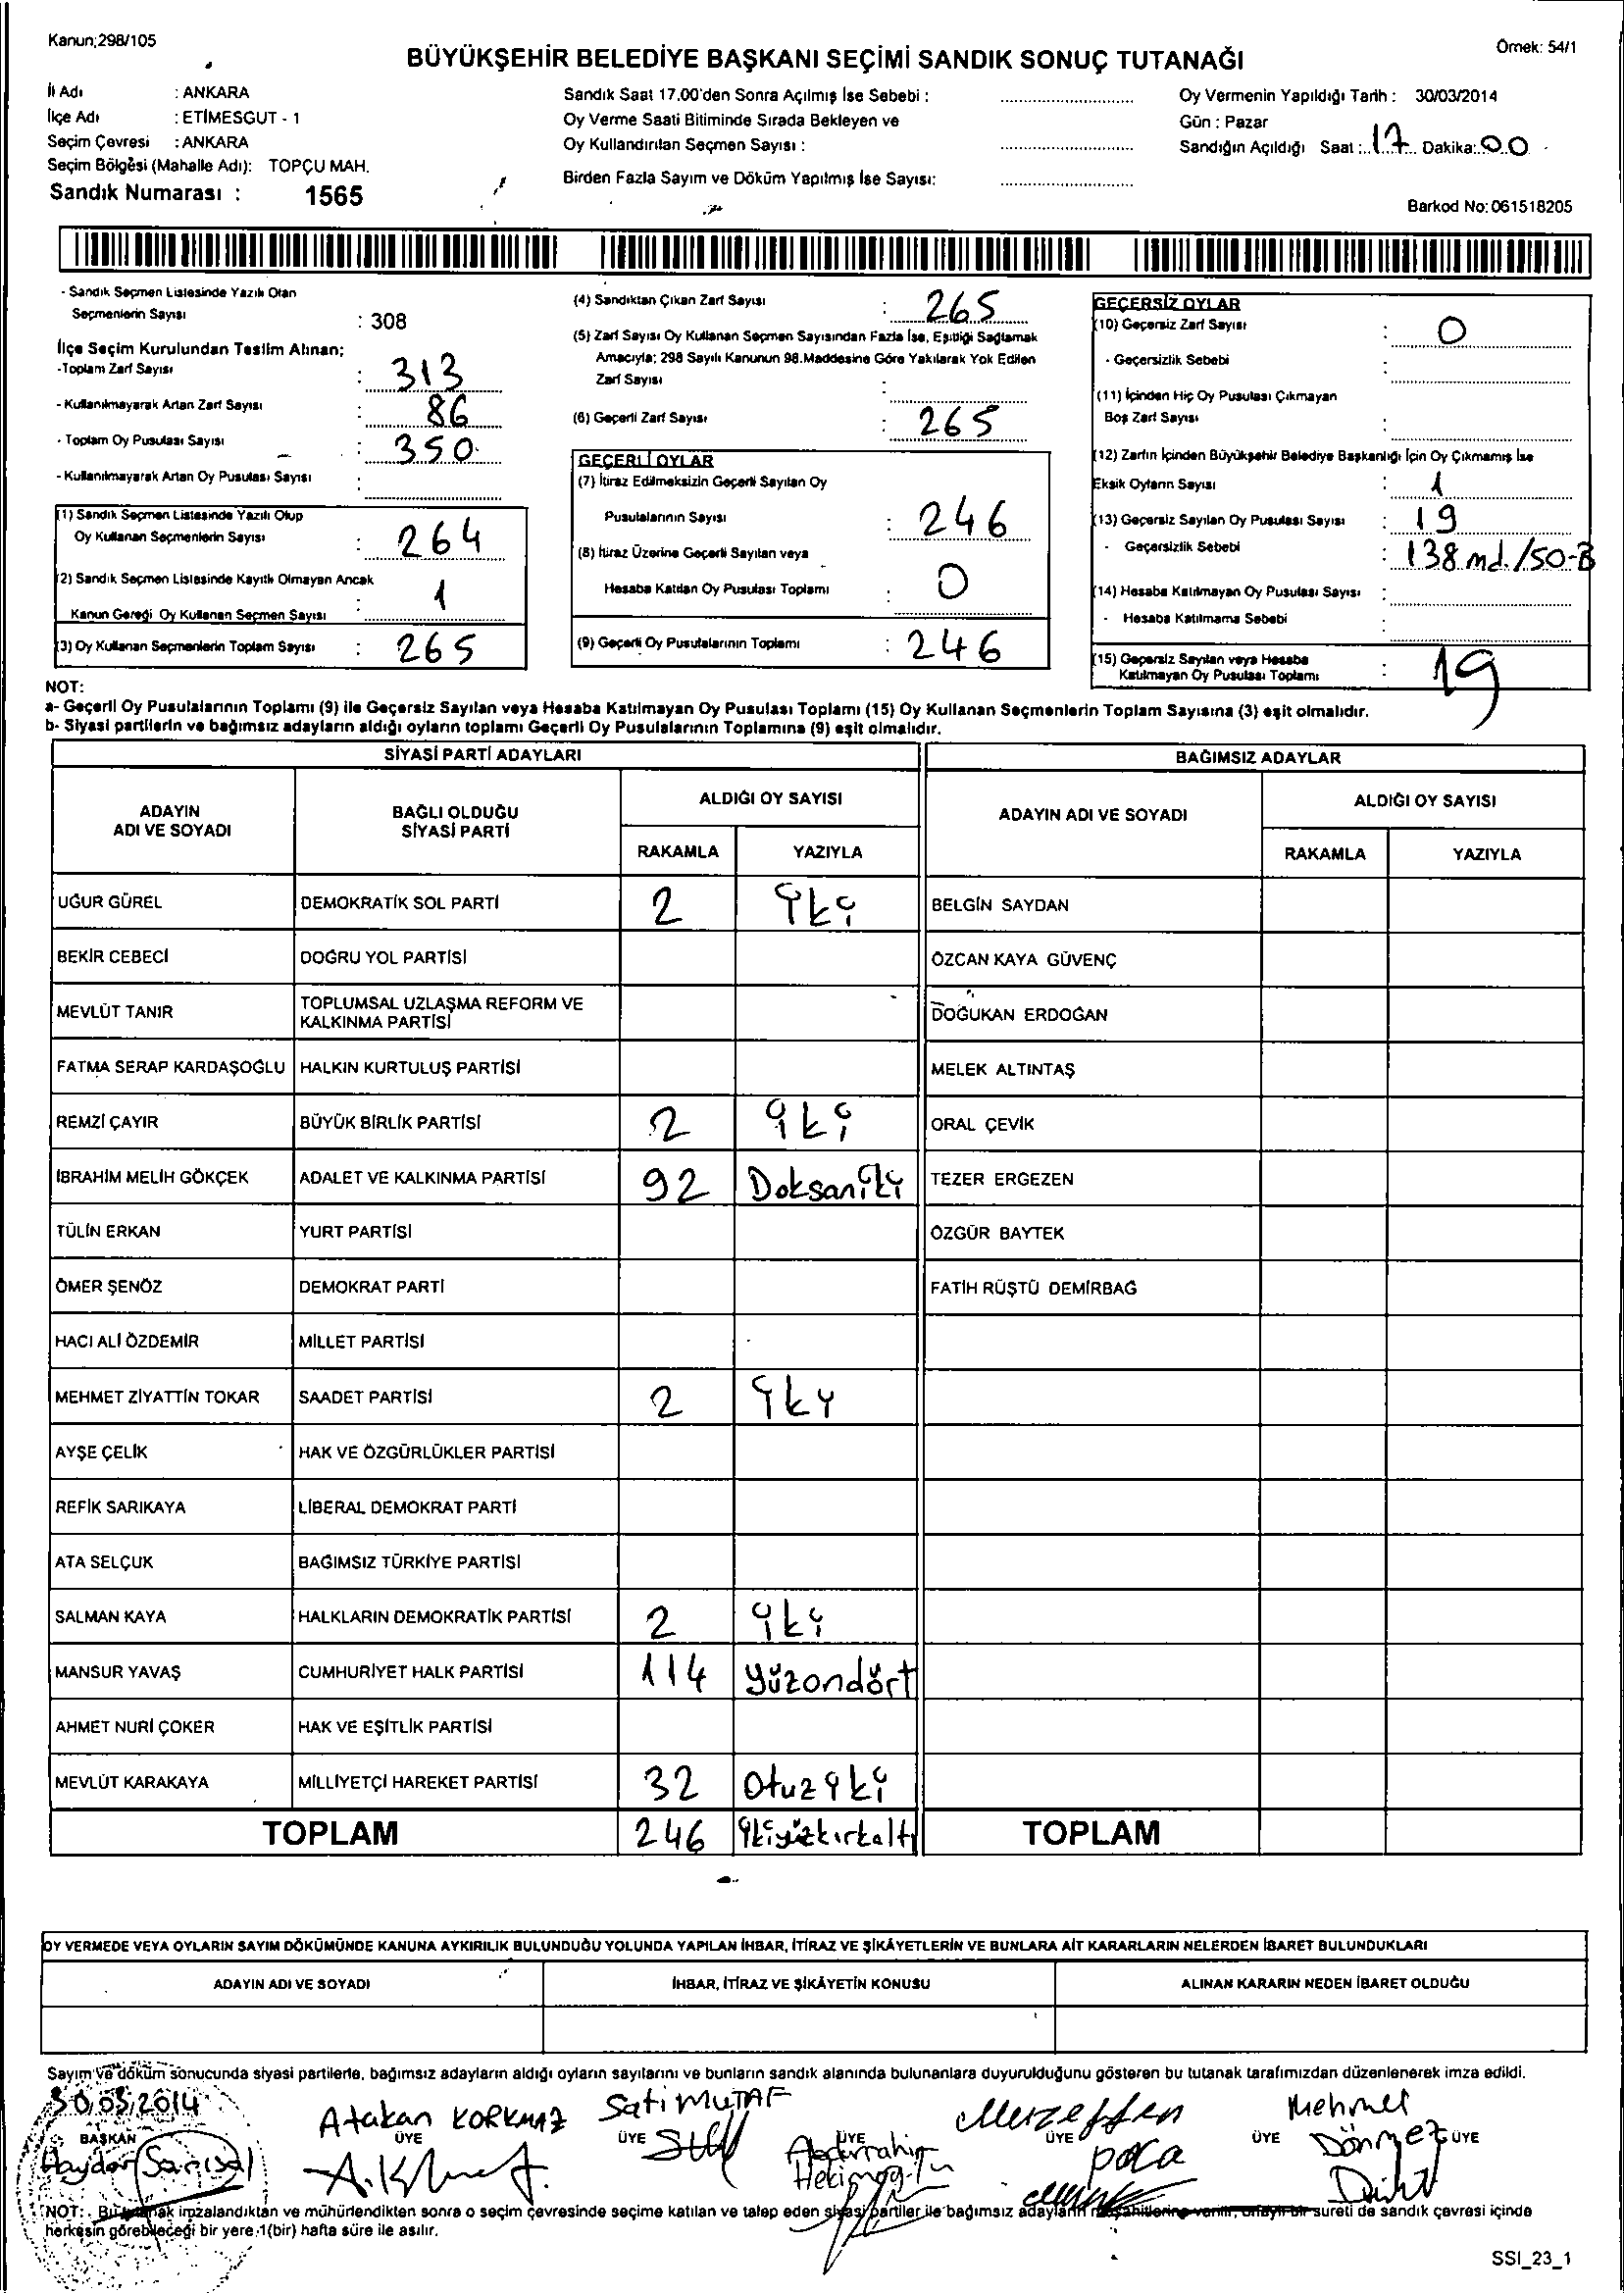 Kanun;298/105
Örnek: 54/1
BÜYÜKŞEHİR BELEDİYE BAŞKANI SEÇİMİ SANDIK SONUÇ TUTANAĞI
İl Adı : ANKARA
İlçe Adı : ETİMESGUT - 1
Seçim Çevresi : ANKARA
Seçim Bölgesi (Mahalle Adı): TOPÇU MAH.
Sandık Numarası : 1565
Sandık Saat 17.00'den Sonra Açılmış İse Sebebi :
Oy Verme Saati Bitiminde Sırada Bekleyen ve
Oy Kullandırılan Seçmen Sayısı :
Birden Fazla Sayım ve Döküm Yapılmış İse Sayısı:
Oy Vermenin Yapıldığı Tarih : 30/03/2014
Gün : Pazar
Sandığın Açıldığı Saat : 17 Dakika: 00
Barkod No: 061518205
- Sandık Seçmen Listesinde Yazılı Olan
Seçmenlerin Sayısı : 308
İlçe Seçim Kurulundan Teslim Alınan;
-Toplam Zarf Sayısı : 313
- Kullanılmayarak Artan Zarf Sayısı : 86
- Toplam Oy Pusulası Sayısı : 350
- Kullanılmayarak Artan Oy Pusulası Sayısı :
(1) Sandık Seçmen Listesinde Yazılı Olup
Oy Kullanan Seçmenlerin Sayısı : 264
(2) Sandık Seçmen Listesinde Kayıtlı Olmayan Ancak
Kanun Gereği Oy Kullanan Seçmen Sayısı : 1
(3) Oy Kullanan Seçmenlerin Toplam Sayısı : 265
(4) Sandıktan Çıkan Zarf Sayısı : 265
(5) Zarf Sayısı Oy Kullanan Seçmen Sayısından Fazla İse, Eşitliği Sağlamak
Amacıyla; 298 Sayılı Kanunun 98.Maddesine Göre Yakılarak Yok Edilen
Zarf Sayısı :
(6) Geçerli Zarf Sayısı : 265
GEÇERLİ OYLAR
(7) İtiraz Edilmeksizin Geçerli Sayılan Oy
Pusulalarının Sayısı : 246
(8) İtiraz Üzerine Geçerli Sayılan veya
Hesaba Katılan Oy Pusulası Toplamı : 0
(9) Geçerli Oy Pusulalarının Toplamı : 246
GEÇERSİZ OYLAR
(10) Geçersiz Zarf Sayısı : 0
- Geçersizlik Sebebi :
(11) İçinden Hiç Oy Pusulası Çıkmayan
Boş Zarf Sayısı :
(12) Zarfın İçinden Büyükşehir Belediye Başkanlığı İçin Oy Çıkmamış İse
Eksik Oyların Sayısı : 1
(13) Geçersiz Sayılan Oy Pusulası Sayısı : 19
- Geçersizlik Sebebi : 138 md./50-B
(14) Hesaba Katılmayan Oy Pusulası Sayısı :
- Hesaba Katılmama Sebebi :
(15) Geçersiz Sayılan veya Hesaba
Katılmayan Oy Pusulası Toplamı : 19
NOT:
a- Geçerli Oy Pusulalarının Toplamı (9) ile Geçersiz Sayılan veya Hesaba Katılmayan Oy Pusulası Toplamı (15) Oy Kullanan Seçmenlerin Toplam Sayısına (3) eşit olmalıdır.
b- Siyasi partilerin ve bağımsız adayların aldığı oyların toplamı Geçerli Oy Pusulalarının Toplamına (9) eşit olmalıdır.
SİYASİ PARTİ ADAYLARI
BAĞIMSIZ ADAYLAR
ADAYIN ADI VE SOYADI
BAĞLI OLDUĞU SİYASİ PARTİ
ALDIĞI OY SAYISI
RAKAMLA YAZIYLA
ADAYIN ADI VE SOYADI
ALDIĞI OY SAYISI
RAKAMLA YAZIYLA
UĞUR GÜREL DEMOKRATİK SOL PARTİ 2 İki BELGİN SAYDAN
BEKİR CEBECİ DOĞRU YOL PARTİSİ ÖZCAN KAYA GÜVENÇ
MEVLÜT TANIR TOPLUMSAL UZLAŞMA REFORM VE KALKINMA PARTİSİ DOĞUKAN ERDOĞAN
FATMA SERAP KARDAŞOĞLU HALKIN KURTULUŞ PARTİSİ MELEK ALTINTAŞ
REMZİ ÇAYIR BÜYÜK BİRLİK PARTİSİ 2 İki ORAL ÇEVİK
İBRAHİM MELİH GÖKÇEK ADALET VE KALKINMA PARTİSİ 92 Doksaniki TEZER ERGEZEN
TÜLİN ERKAN YURT PARTİSİ ÖZGÜR BAYTEK
ÖMER ŞENÖZ DEMOKRAT PARTİ FATİH RÜŞTÜ DEMİRBAĞ
HACI ALİ ÖZDEMİR MİLLET PARTİSİ
MEHMET ZİYATTİN TOKAR SAADET PARTİSİ 2 İki
AYŞE ÇELİK HAK VE ÖZGÜRLÜKLER PARTİSİ
REFİK SARIKAYA LİBERAL DEMOKRAT PARTİ
ATA SELÇUK BAĞIMSIZ TÜRKİYE PARTİSİ
SALMAN KAYA HALKLARIN DEMOKRATİK PARTİSİ 2 İki
MANSUR YAVAŞ CUMHURİYET HALK PARTİSİ 114 yüzondört
AHMET NURİ ÇOKER HAK VE EŞİTLİK PARTİSİ
MEVLÜT KARAKAYA MİLLİYETÇİ HAREKET PARTİSİ 32 Otuz iki
TOPLAM 246 İkiyüzkırkaltı TOPLAM
OY VERMEDE VEYA OYLARIN SAYIM DÖKÜMÜNDE KANUNA AYKIRILIK BULUNDUĞU YOLUNDA YAPILAN İHBAR, İTİRAZ VE ŞİKÂYETLERİN VE BUNLARA AİT KARARLARIN NELERDEN İBARET BULUNDUKLARI
ADAYIN ADI VE SOYADI İHBAR, İTİRAZ VE ŞİKÂYETİN KONUSU ALINAN KARARIN NEDEN İBARET OLDUĞU
Sayım ve döküm sonucunda siyasi partilerle, bağımsız adayların aldığı oyların sayılarını ve bunların sandık alanında bulunanlara duyurulduğunu gösteren bu tutanak tarafımızdan düzenlenerek imza edildi.
30.03.2014
Atakan KORKMAZ Sati MUTAF Muzeffen Mehmet
BAŞKAN ÜYE ÜYE ÜYE ÜYE ÜYE ÜYE
Haydar Abdurrahim poca Dönmez
NOT: Bu tutanak imzalandıktan ve mühürlendikten sonra o seçim çevresinde seçime katılan ve talep eden siyasi partiler ile bağımsız adayların müşahitlerine verilir, onaylı bir sureti de sandık çevresi içinde
herkesin görebileceği bir yere 1(bir) hafta süre ile asılır.
SSI_23_1